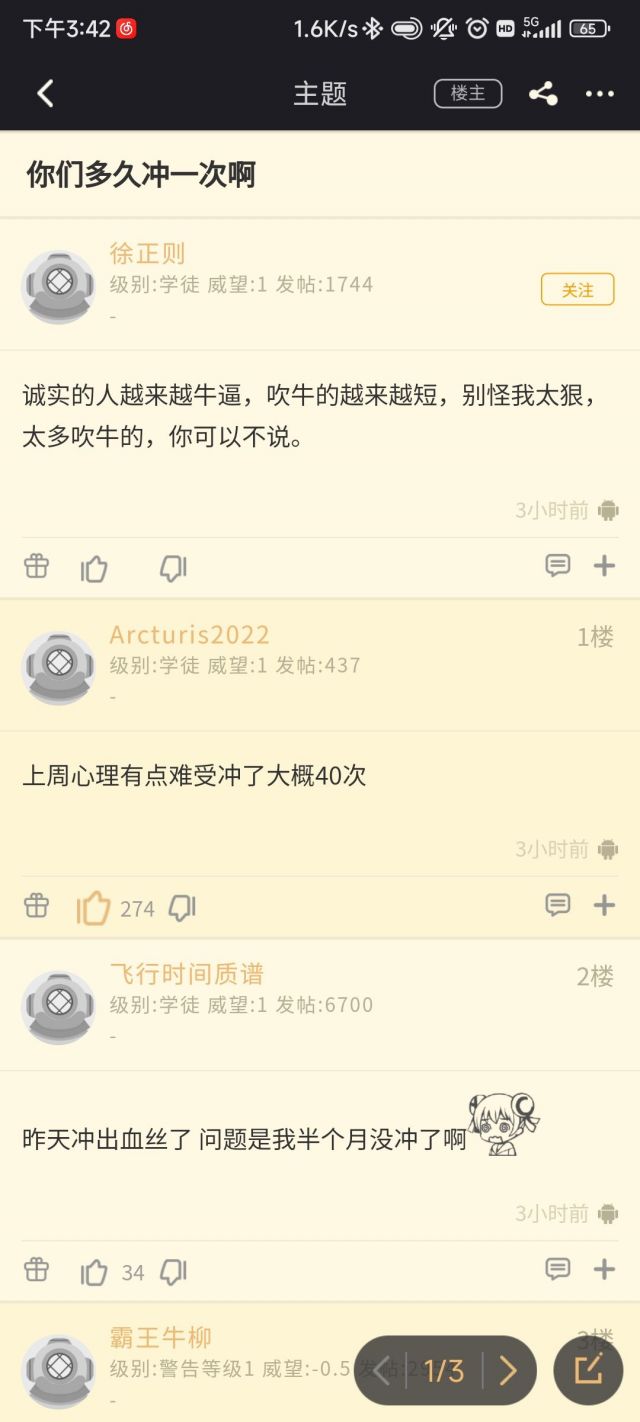 下午3:42
1.6K/s
HD
5G
65
主题
楼主
你们多久冲一次啊
徐正则
级别:学徒 威望:1 发帖:1744
关注
-
诚实的人越来越牛逼，吹牛的越来越短，别怪我太狠，
太多吹牛的，你可以不说。
3小时前
Arcturis2022
1楼
级别:学徒 威望:1 发帖:437
-
上周心理有点难受冲了大概40次
3小时前
274
飞行时间质谱
2楼
级别:学徒 威望:1 发帖:6700
-
昨天冲出血丝了 问题是我半个月没冲了啊
3小时前
34
霸王牛柳
3楼
级别:警告等级1 威望:-0.5 发帖:
1/3
-